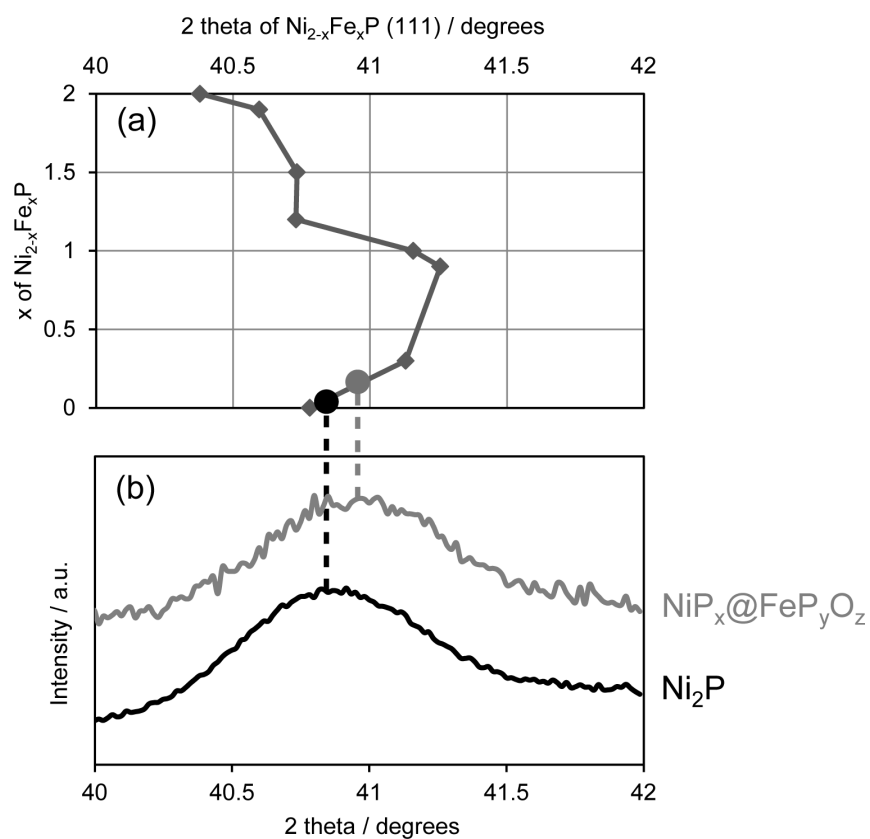 2 theta of Ni₂₋ₓFeₓP (111) / degrees
40 40.5 41 41.5 42
(a)
x of Ni₂₋ₓFeₓP
2
1.5
1
0.5
0
(b)
Intensity / a.u.
NiPₓ@FePᵧO_z
Ni₂P
40 40.5 41 41.5 42
2 theta / degrees